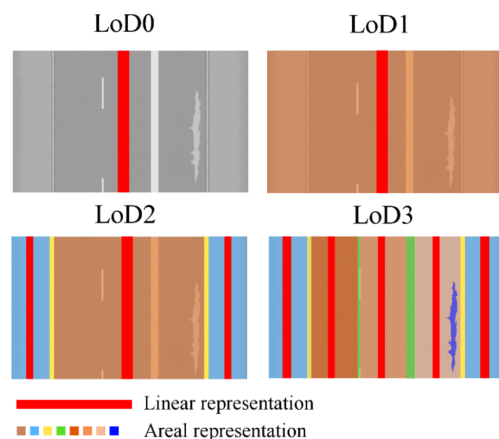 LoD0
LoD1
LoD2
LoD3
Linear representation
Areal representation